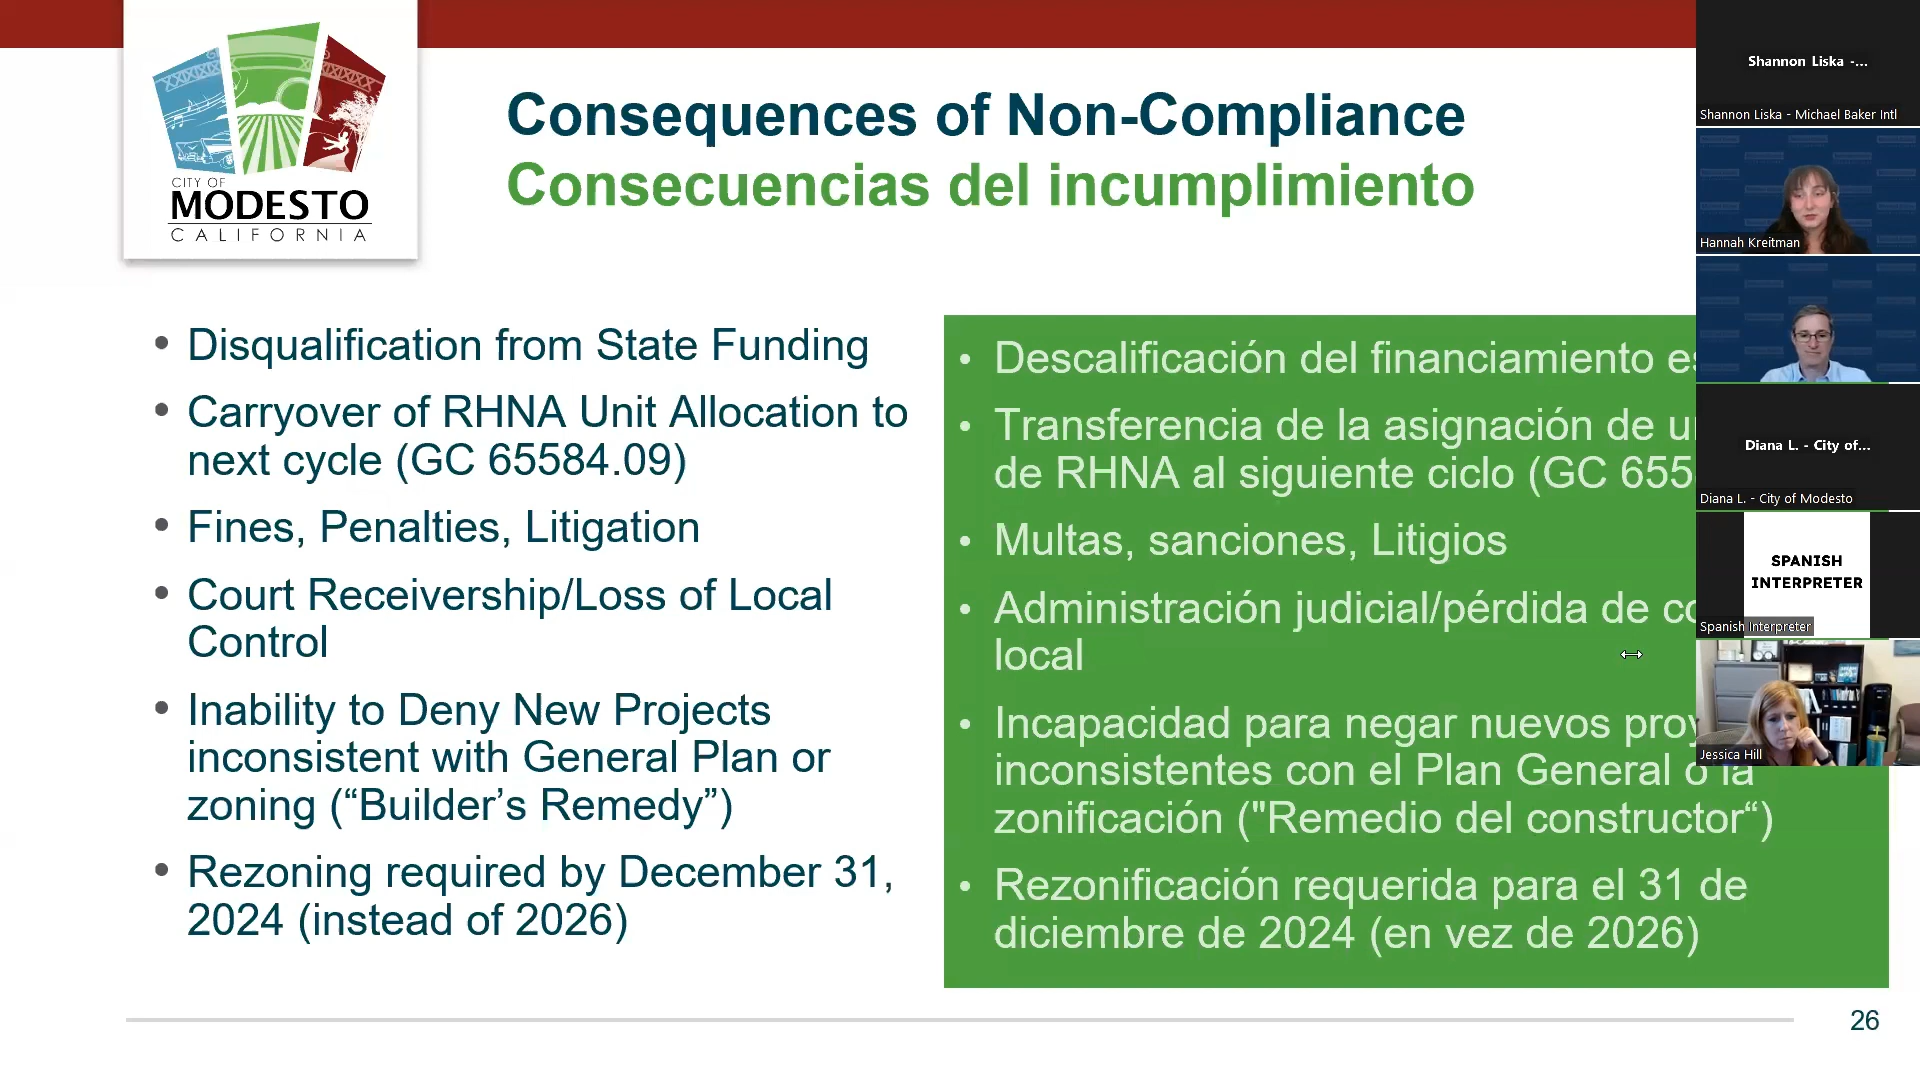 CITY OF
MODESTO
CALIFORNIA
Consequences of Non-Compliance
Consecuencias del incumplimiento
• Disqualification from State Funding
• Carryover of RHNA Unit Allocation to
next cycle (GC 65584.09)
• Fines, Penalties, Litigation
• Court Receivership/Loss of Local
Control
• Inability to Deny New Projects
inconsistent with General Plan or
zoning (“Builder’s Remedy”)
• Rezoning required by December 31,
2024 (instead of 2026)
• Descalificación del financiamiento
• Transferencia de la asignación de
de RHNA al siguiente ciclo (GC 655
• Multas, sanciones, Litigios
• Administración judicial/pérdida de
local
• Incapacidad para negar nuevos
inconsistentes con el Plan General o la
zonificación ("Remedio del constructor“)
• Rezonificación requerida para el 31 de
diciembre de 2024 (en vez de 2026)
26
Shannon Liska -...
Shannon Liska - Michael Baker Intl
Hannah Kreitman
Diana L. - City of...
Diana L. - City of Modesto
SPANISH
INTERPRETER
Spanish Interpreter
Jessica Hill